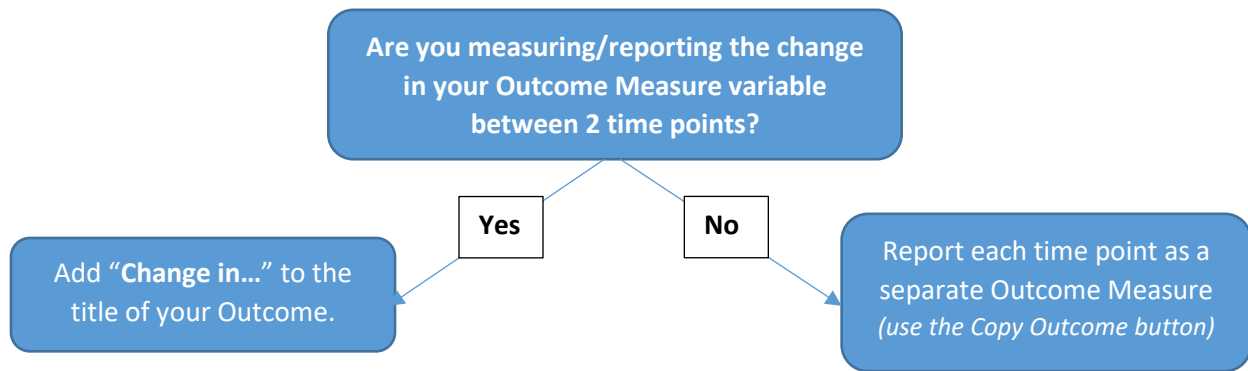 Are you measuring/reporting the change
in your Outcome Measure variable
between 2 time points?
Yes
No
Add “Change in…” to the
title of your Outcome.
Report each time point as a
separate Outcome Measure
(use the Copy Outcome button)